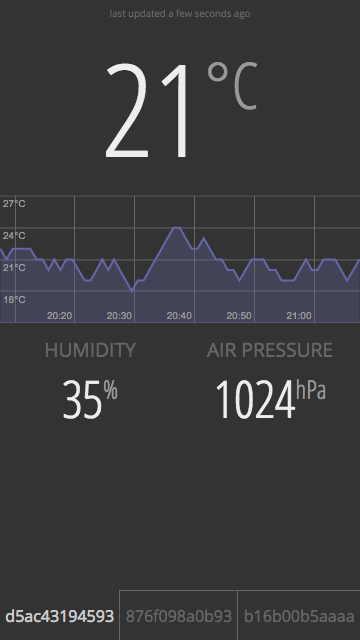 last updated a few seconds ago
21°C
27°C
24°C
21°C
18°C
20:20 20:30 20:40 20:50 21:00
HUMIDITY AIR PRESSURE
35% 1024hPa
d5ac43194593 876f098a0b93 b16b00b5aaaa